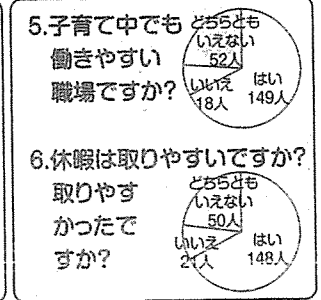 5.子育て中でも
働きやすい
職場ですか?
どちらとも
いえない
52人
いいえ
18人
はい
149人
6.休暇は取りやすいですか?
取りやす
かったで
すか?
どちらとも
いえない
50人
いいえ
21人
はい
148人